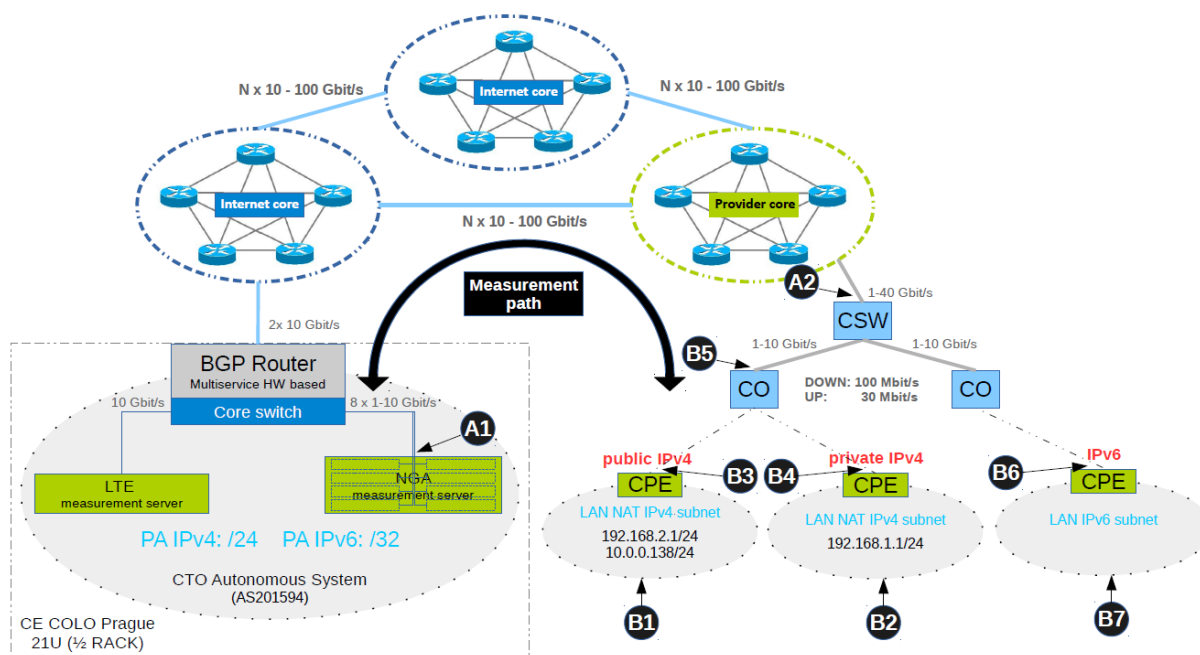 Internet core
N x 10 - 100 Gbit/s
N x 10 - 100 Gbit/s
Internet core
Provider core
N x 10 - 100 Gbit/s
Measurement
path
A2
1-40 Gbit/s
CSW
2x 10 Gbit/s
1-10 Gbit/s
1-10 Gbit/s
BGP Router
Multiservice HW based
Core switch
10 Gbit/s
8 x 1-10 Gbit/s
A1
B5
CO
CO
DOWN: 100 Mbit/s
UP: 30 Mbit/s
LTE
measurement server
NGA
measurement server
PA IPv4: /24 PA IPv6: /32
CTO Autonomous System
(AS201594)
CE COLO Prague
21U (½ RACK)
public IPv4
B3
CPE
LAN NAT IPv4 subnet
192.168.2.1/24
10.0.0.138/24
B1
private IPv4
B4
CPE
LAN NAT IPv4 subnet
192.168.1.1/24
B2
IPv6
B6
CPE
LAN IPv6 subnet
B7